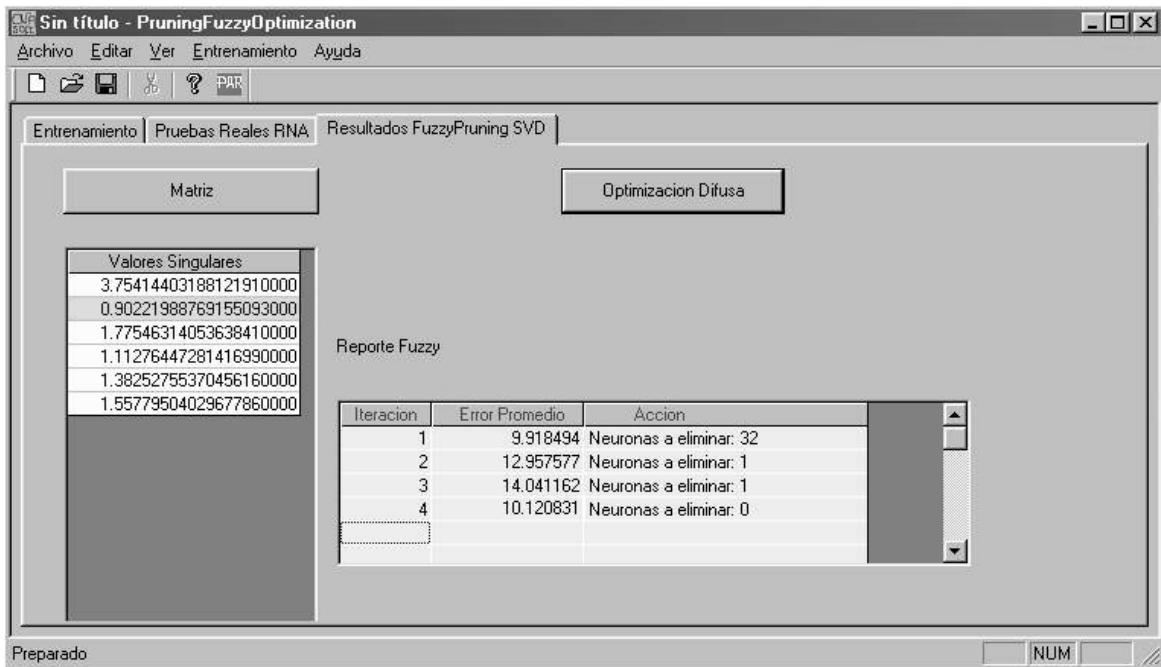 Sin título - PruningFuzzyOptimization
Archivo Editar Ver Entrenamiento Ayuda
PAR
Entrenamiento Pruebas Reales RNA Resultados FuzzyPruning SVD
Matriz Optimizacion Difusa
Valores Singulares
3.75414403188121910000
0.90221988769155093000
1.77546314053638410000
1.11276447281416990000
1.38252755370456160000
1.55779504029677860000
Reporte Fuzzy
Iteracion Error Promedio Accion
1 9.918494 Neuronas a eliminar: 32
2 12.957577 Neuronas a eliminar: 1
3 14.041162 Neuronas a eliminar: 1
4 10.120831 Neuronas a eliminar: 0
Preparado NUM